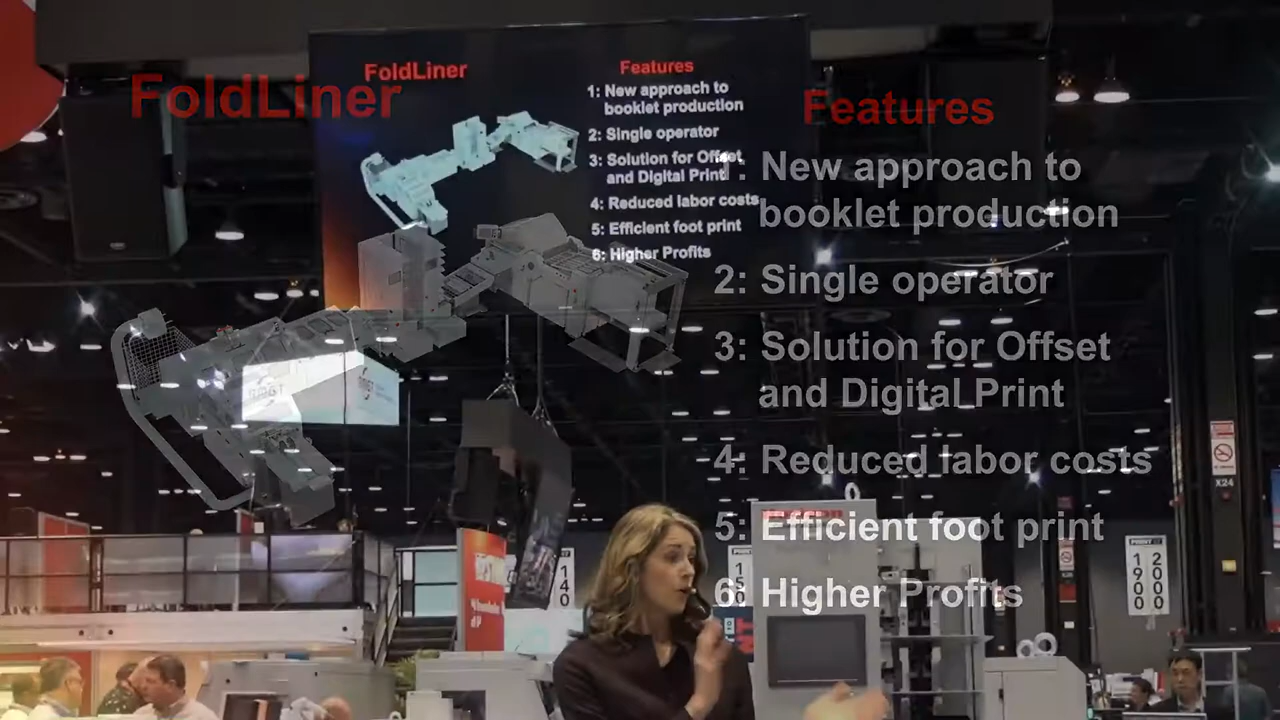 FoldLiner
Features
1: New approach to
booklet production
2: Single operator
3: Solution for Offset
and Digital Print
4: Reduced labor costs
5: Efficient foot print
6: Higher Profits
FoldLiner
Features
: New approach to
booklet production
2: Single operator
3: Solution for Offset
and Digital Print
4: Reduced labor costs
5: Efficient foot print
6: Higher Profits
X24
1900
2000